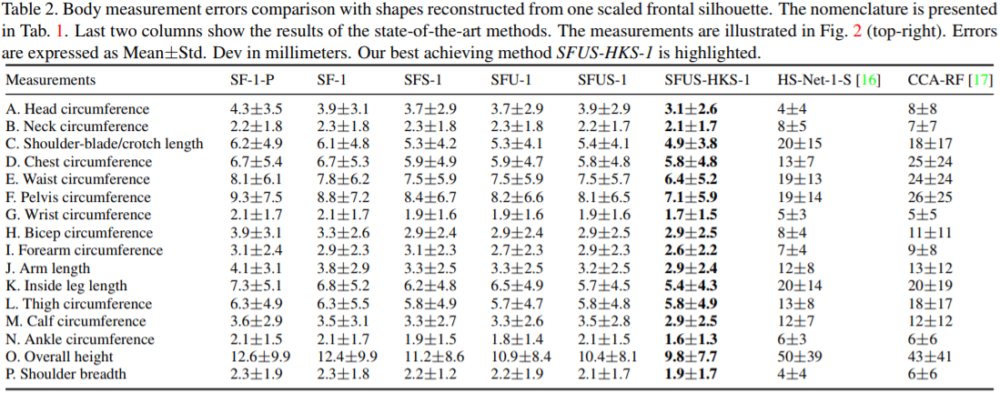 Table 2. Body measurement errors comparison with shapes reconstructed from one scaled frontal silhouette. The nomenclature is presented
in Tab. 1. Last two columns show the results of the state-of-the-art methods. The measurements are illustrated in Fig. 2 (top-right). Errors
are expressed as Mean±Std. Dev in millimeters. Our best achieving method SFUS-HKS-1 is highlighted.
Measurements SF-1-P SF-1 SFS-1 SFU-1 SFUS-1 SFUS-HKS-1 HS-Net-1-S [16] CCA-RF [17]
A. Head circumference 4.3±3.5 3.9±3.1 3.7±2.9 3.7±2.9 3.9±2.9 3.1±2.6 4±4 8±8
B. Neck circumference 2.2±1.8 2.3±1.8 2.3±1.8 2.3±1.8 2.2±1.7 2.1±1.7 8±5 7±7
C. Shoulder-blade/crotch length 6.2±4.9 6.1±4.8 5.3±4.2 5.3±4.1 5.4±4.1 4.9±3.8 20±15 18±17
D. Chest circumference 6.7±5.4 6.7±5.3 5.9±4.9 5.9±4.7 5.8±4.8 5.8±4.8 13±7 25±24
E. Waist circumference 8.1±6.1 7.8±6.2 7.5±5.9 7.5±5.9 7.5±5.7 6.4±5.2 19±13 24±24
F. Pelvis circumference 9.3±7.5 8.8±7.2 8.4±6.7 8.2±6.6 8.1±6.5 7.1±5.9 19±14 26±25
G. Wrist circumference 2.1±1.7 2.1±1.7 1.9±1.6 1.9±1.6 1.9±1.6 1.7±1.5 5±3 5±5
H. Bicep circumference 3.9±3.1 3.3±2.6 2.9±2.4 2.9±2.4 2.9±2.5 2.9±2.5 8±4 11±11
I. Forearm circumference 3.1±2.4 2.9±2.3 3.1±2.3 2.7±2.3 2.9±2.3 2.6±2.2 7±4 9±8
J. Arm length 4.1±3.1 3.8±2.9 3.3±2.5 3.3±2.5 3.2±2.5 2.9±2.4 12±8 13±12
K. Inside leg length 7.3±5.1 6.8±5.2 6.2±4.8 6.5±4.9 5.7±4.5 5.4±4.3 20±14 20±19
L. Thigh circumference 6.3±4.9 6.3±5.5 5.8±4.9 5.7±4.7 5.8±4.8 5.8±4.9 13±8 18±17
M. Calf circumference 3.6±2.9 3.5±3.1 3.3±2.7 3.3±2.6 3.5±2.8 2.9±2.5 12±7 12±12
N. Ankle circumference 2.1±1.5 2.1±1.7 1.9±1.5 1.8±1.4 2.1±1.5 1.6±1.3 6±3 6±6
O. Overall height 12.6±9.9 12.4±9.9 11.2±8.6 10.9±8.4 10.4±8.1 9.8±7.7 50±39 43±41
P. Shoulder breadth 2.3±1.9 2.3±1.8 2.2±1.2 2.2±1.9 2.1±1.7 1.9±1.7 4±4 6±6